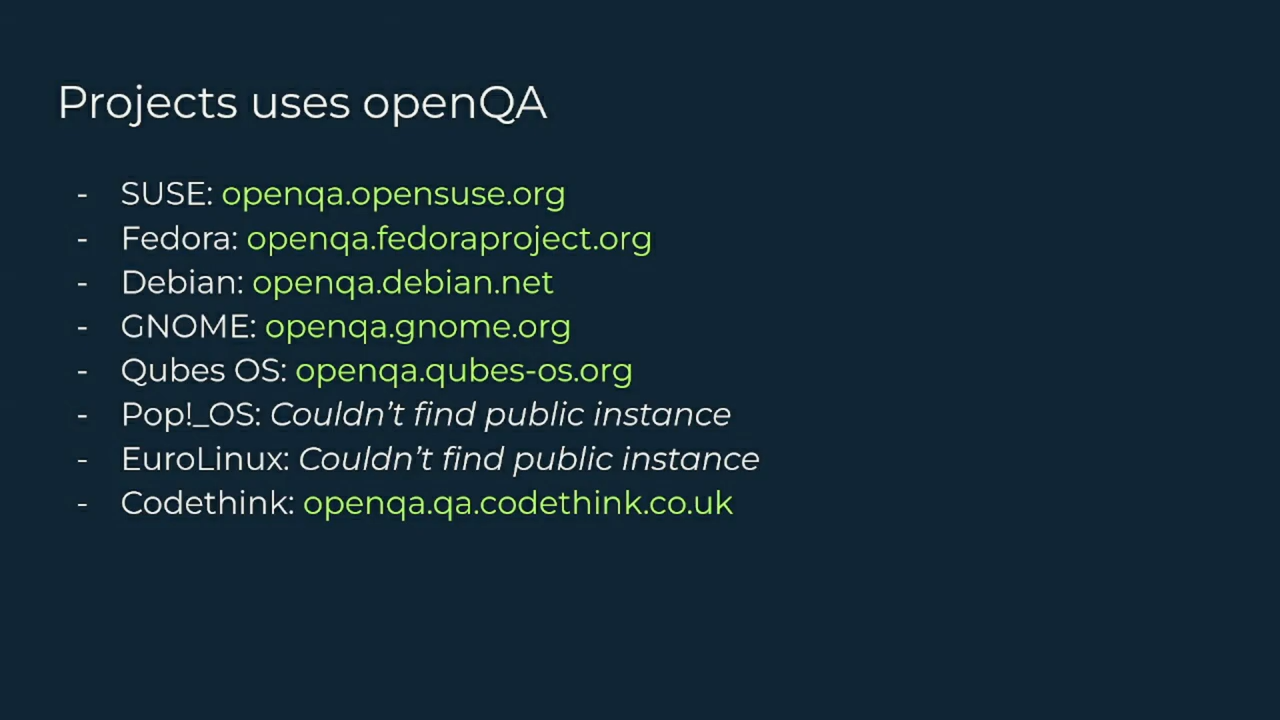 Projects uses openQA
- SUSE: openqa.opensuse.org
- Fedora: openqa.fedoraproject.org
- Debian: openqa.debian.net
- GNOME: openqa.gnome.org
- Qubes OS: openqa.qubes-os.org
- Pop!_OS: Couldn’t find public instance
- EuroLinux: Couldn’t find public instance
- Codethink: openqa.qa.codethink.co.uk